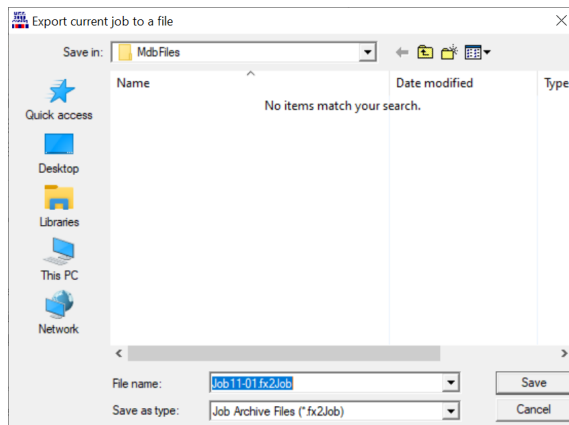 Export current job to a file
Save in: MdbFiles
Name Date modified Type
No items match your search.
Quick access
Desktop
Libraries
This PC
Network
File name: Job11-01.fx2Job Save
Save as type: Job Archive Files (*.fx2Job) Cancel